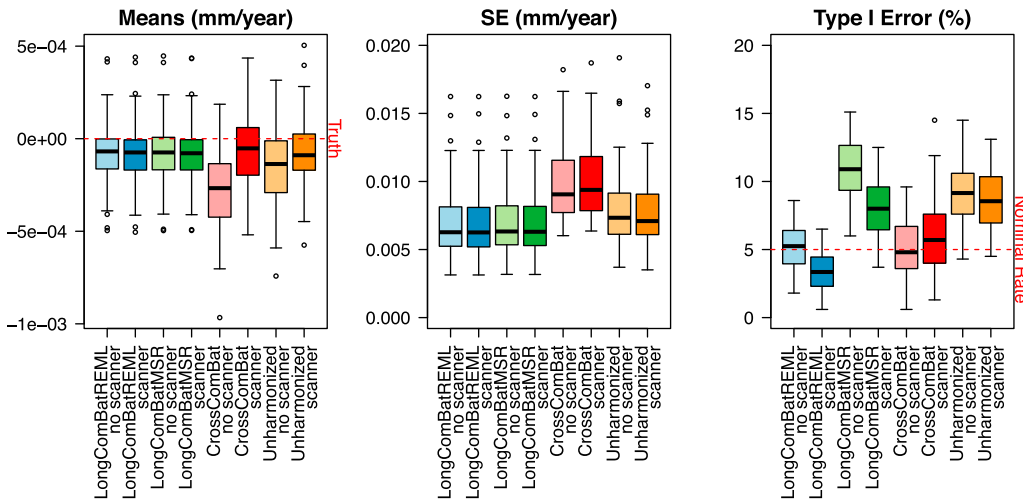 Means (mm/year)
5e−04
0e+00
−5e−04
−1e−03
Truth
LongComBatREML
no scanner
LongComBatREML
scanner
LongComBatMSR
no scanner
LongComBatMSR
scanner
CrossComBat
no scanner
CrossComBat
scanner
Unharmonized
no scanner
Unharmonized
scanner
SE (mm/year)
0.020
0.015
0.010
0.005
0.000
LongComBatREML
no scanner
LongComBatREML
scanner
LongComBatMSR
no scanner
LongComBatMSR
scanner
CrossComBat
no scanner
CrossComBat
scanner
Unharmonized
no scanner
Unharmonized
scanner
Type I Error (%)
20
15
10
5
0
Nominal Rate
LongComBatREML
no scanner
LongComBatREML
scanner
LongComBatMSR
no scanner
LongComBatMSR
scanner
CrossComBat
no scanner
CrossComBat
scanner
Unharmonized
no scanner
Unharmonized
scanner